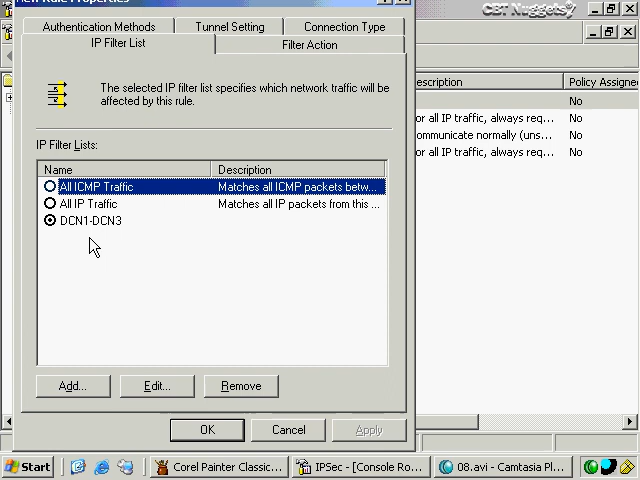 New Rule Properties
CBT Nuggets
Authentication Methods
Tunnel Setting
Connection Type
IP Filter List
Filter Action
The selected IP filter list specifies which network traffic will be
affected by this rule.
IP Filter Lists:
Name
Description
All ICMP Traffic
Matches all ICMP packets betw...
All IP Traffic
Matches all IP packets from this ...
DCN1-DCN3
Add...
Edit...
Remove
OK
Cancel
Apply
escription
Policy Assigne
No
or all IP traffic, always req...
No
ommunicate normally (uns...
No
or all IP traffic, always req...
No
Start
Corel Painter Classic...
IPSec - [Console Ro...
08.avi - Camtasia Pl...